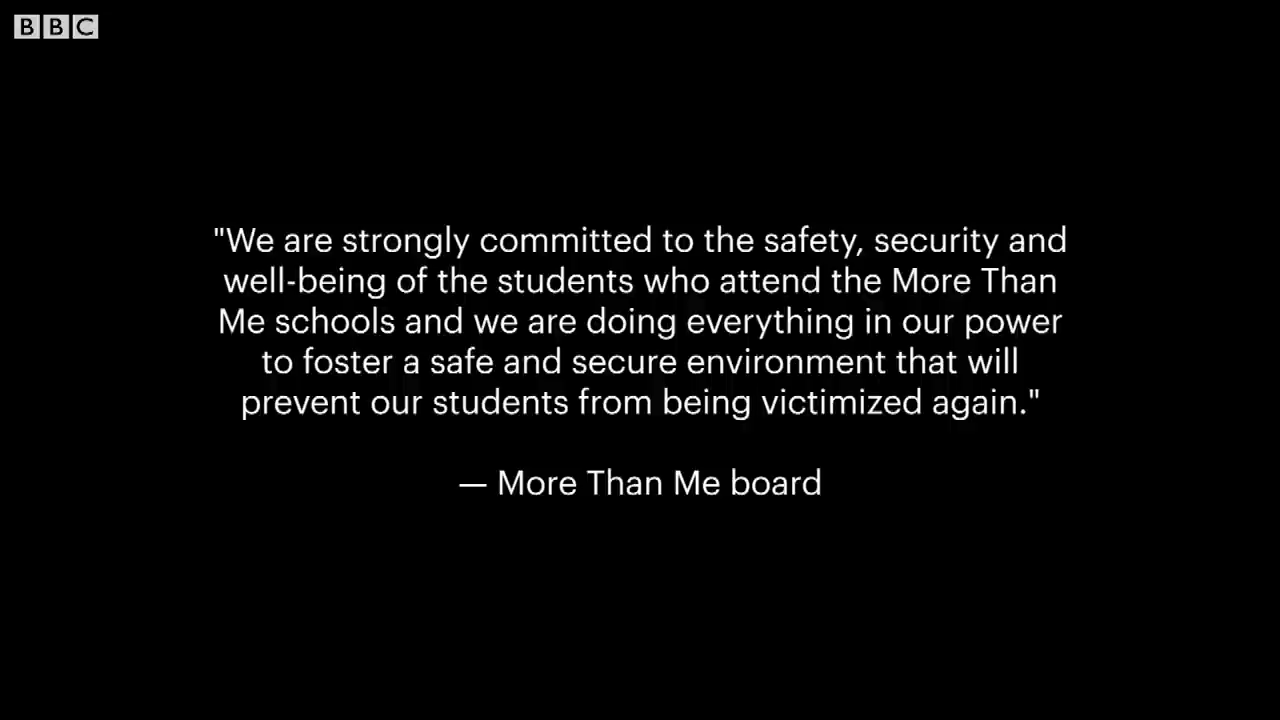 BBC
"We are strongly committed to the safety, security and
well-being of the students who attend the More Than
Me schools and we are doing everything in our power
to foster a safe and secure environment that will
prevent our students from being victimized again."
— More Than Me board